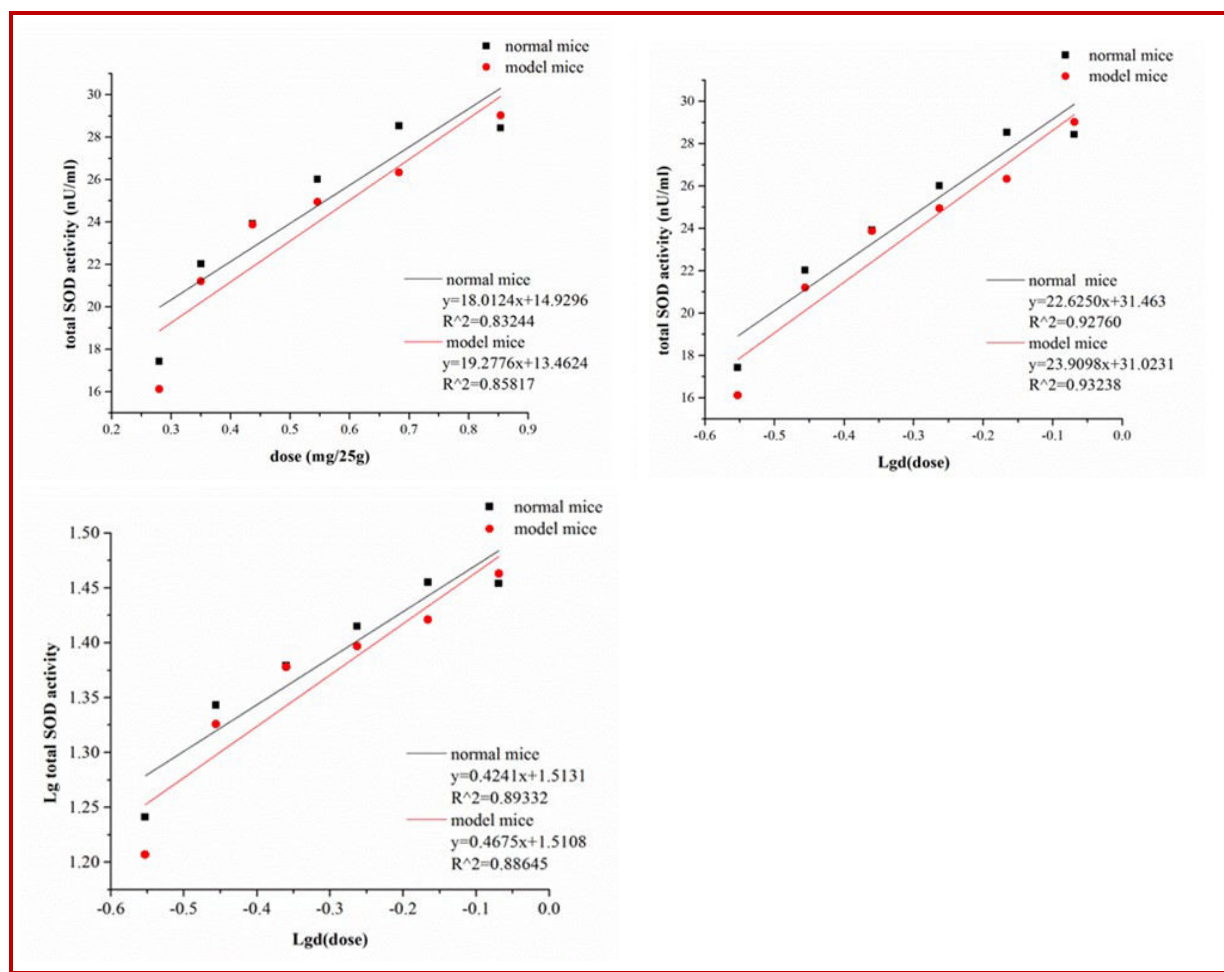 normal mice
model mice
30
28
26
24
22
20
18
16
total SOD activity (nU/ml)
normal mice
y=18.0124x+14.9296
R^2=0.83244
model mice
y=19.2776x+13.4624
R^2=0.85817
0.2 0.3 0.4 0.5 0.6 0.7 0.8 0.9
dose (mg/25g)
normal mice
model mice
30
28
26
24
22
20
18
16
total SOD activity (nU/ml)
normal mice
y=22.6250x+31.463
R^2=0.92760
model mice
y=23.9098x+31.0231
R^2=0.93238
-0.6 -0.5 -0.4 -0.3 -0.2 -0.1 0.0
Lgd(dose)
normal mice
model mice
1.50
1.45
1.40
1.35
1.30
1.25
1.20
Lg total SOD activity
normal mice
y=0.4241x+1.5131
R^2=0.89332
model mice
y=0.4675x+1.5108
R^2=0.88645
-0.6 -0.5 -0.4 -0.3 -0.2 -0.1 0.0
Lgd(dose)